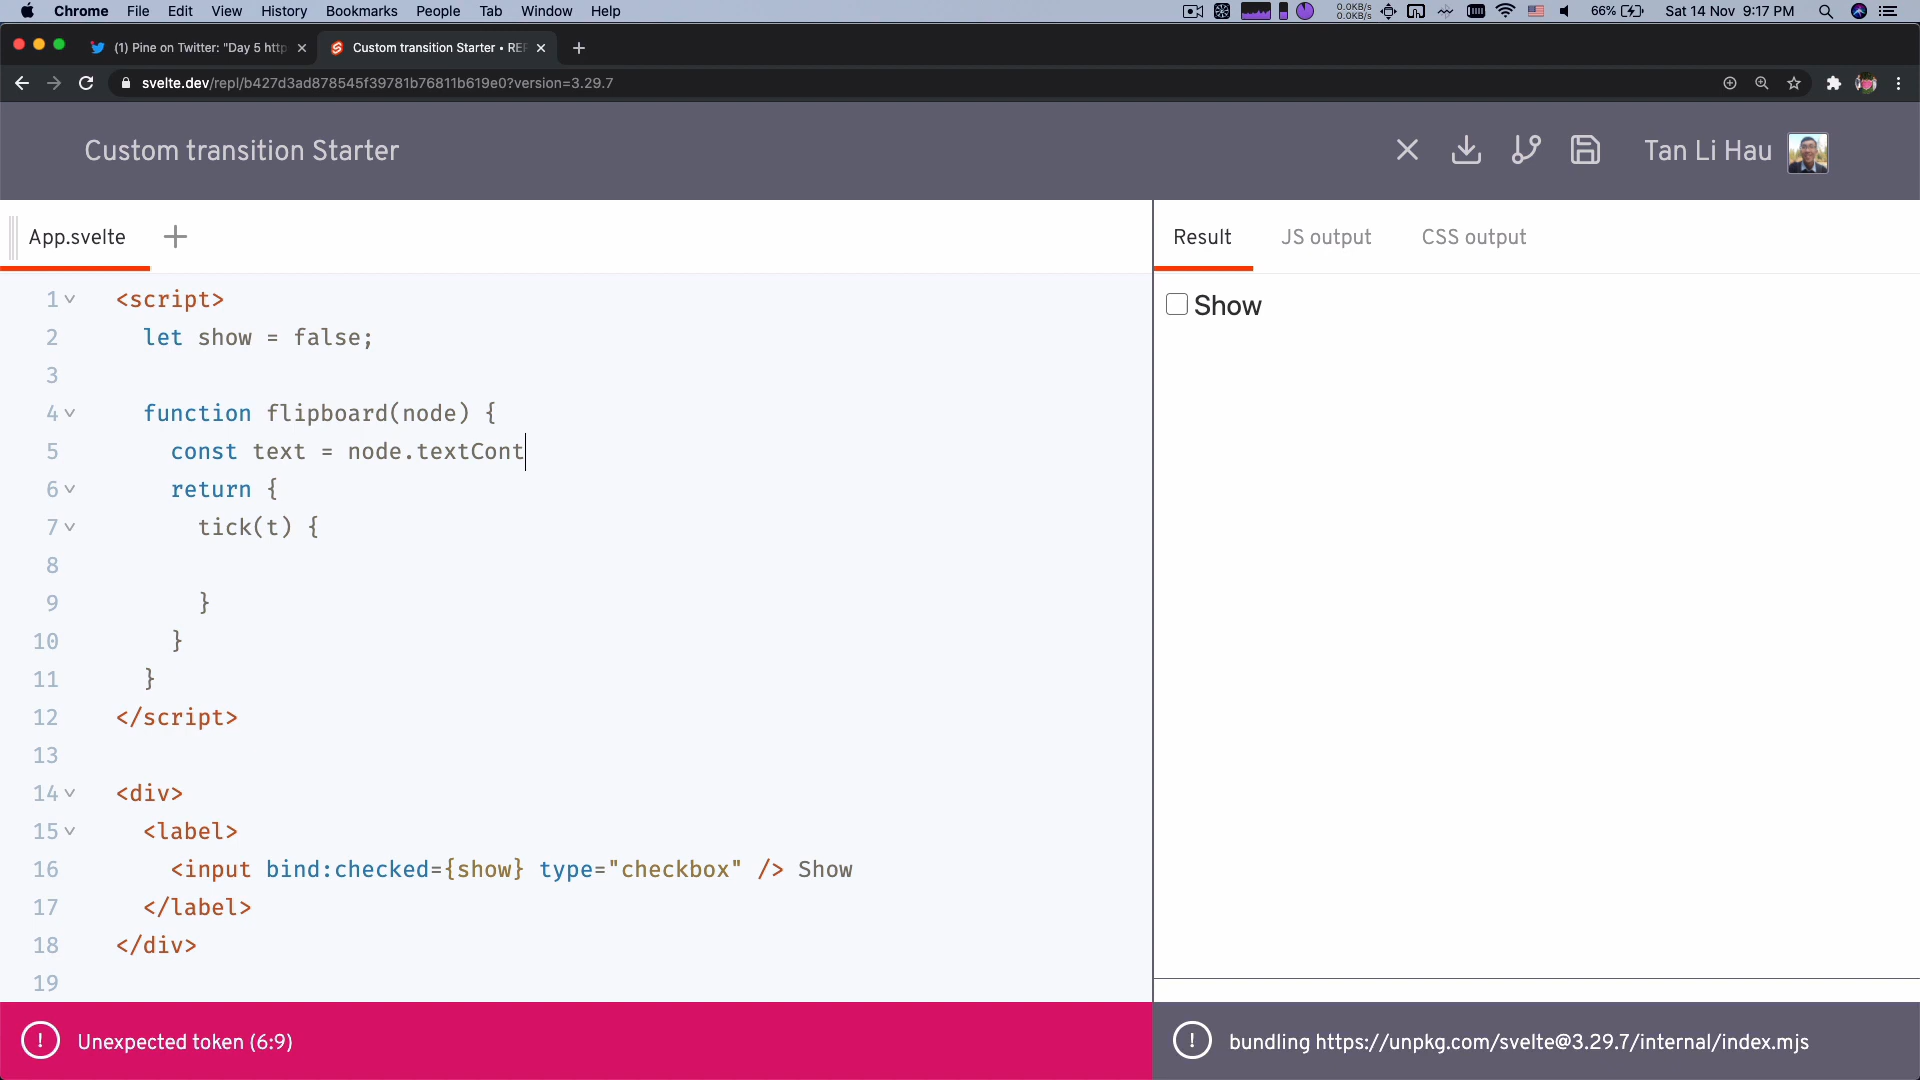 Chrome File Edit View History Bookmarks People Tab Window Help 0.0KB/s 0.0KB/s 66% Sat 14 Nov 9:17 PM
(1) Pine on Twitter: "Day 5 http Custom transition Starter • REP
svelte.dev/repl/b427d3ad878545f39781b76811b619e0?version=3.29.7
Custom transition Starter Tan Li Hau
App.svelte Result JS output CSS output
Show
1 <script>
2 let show = false;
3
4 function flipboard(node) {
5 const text = node.textCont
6 return {
7 tick(t) {
8
9 }
10 }
11 }
12 </script>
13
14 <div>
15 <label>
16 <input bind:checked={show} type="checkbox" /> Show
17 </label>
18 </div>
19
! Unexpected token (6:9)
! bundling https://unpkg.com/svelte@3.29.7/internal/index.mjs